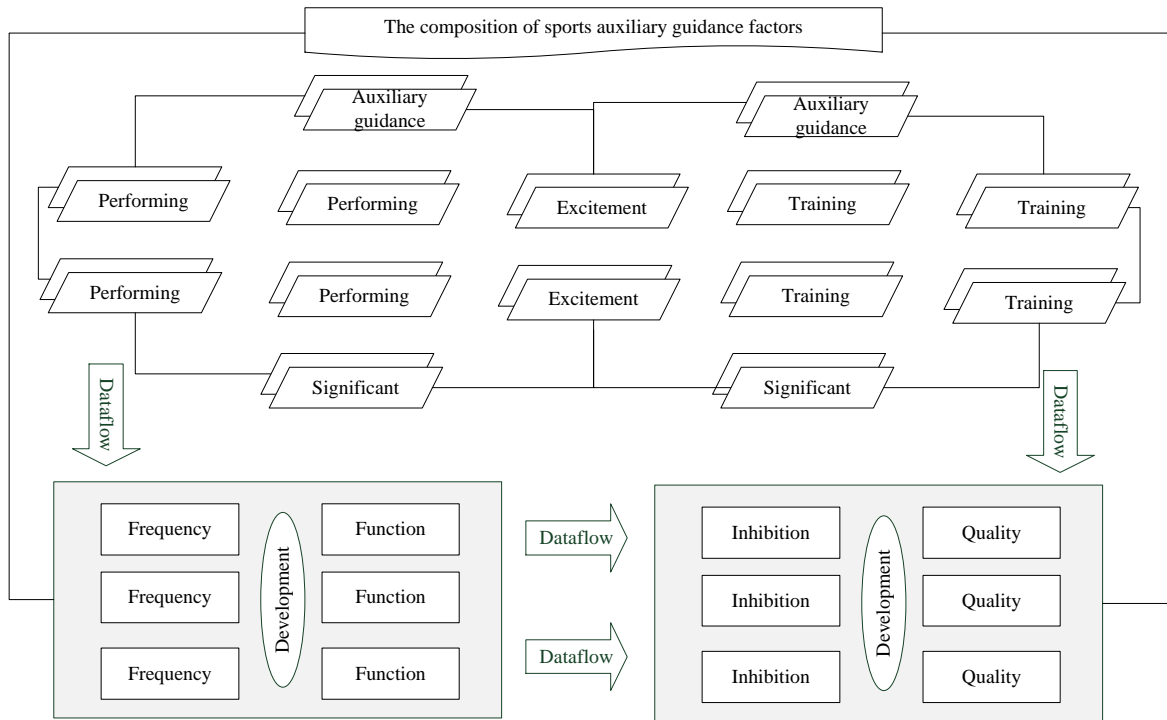 The composition of sports auxiliary guidance factors
Auxiliary
guidance
Auxiliary
guidance
Performing
Performing
Excitement
Training
Training
Performing
Performing
Excitement
Training
Training
Significant
Significant
Dataflow
Dataflow
Frequency
Function
Frequency
Function
Frequency
Function
Development
Dataflow
Dataflow
Inhibition
Quality
Inhibition
Quality
Inhibition
Quality
Development